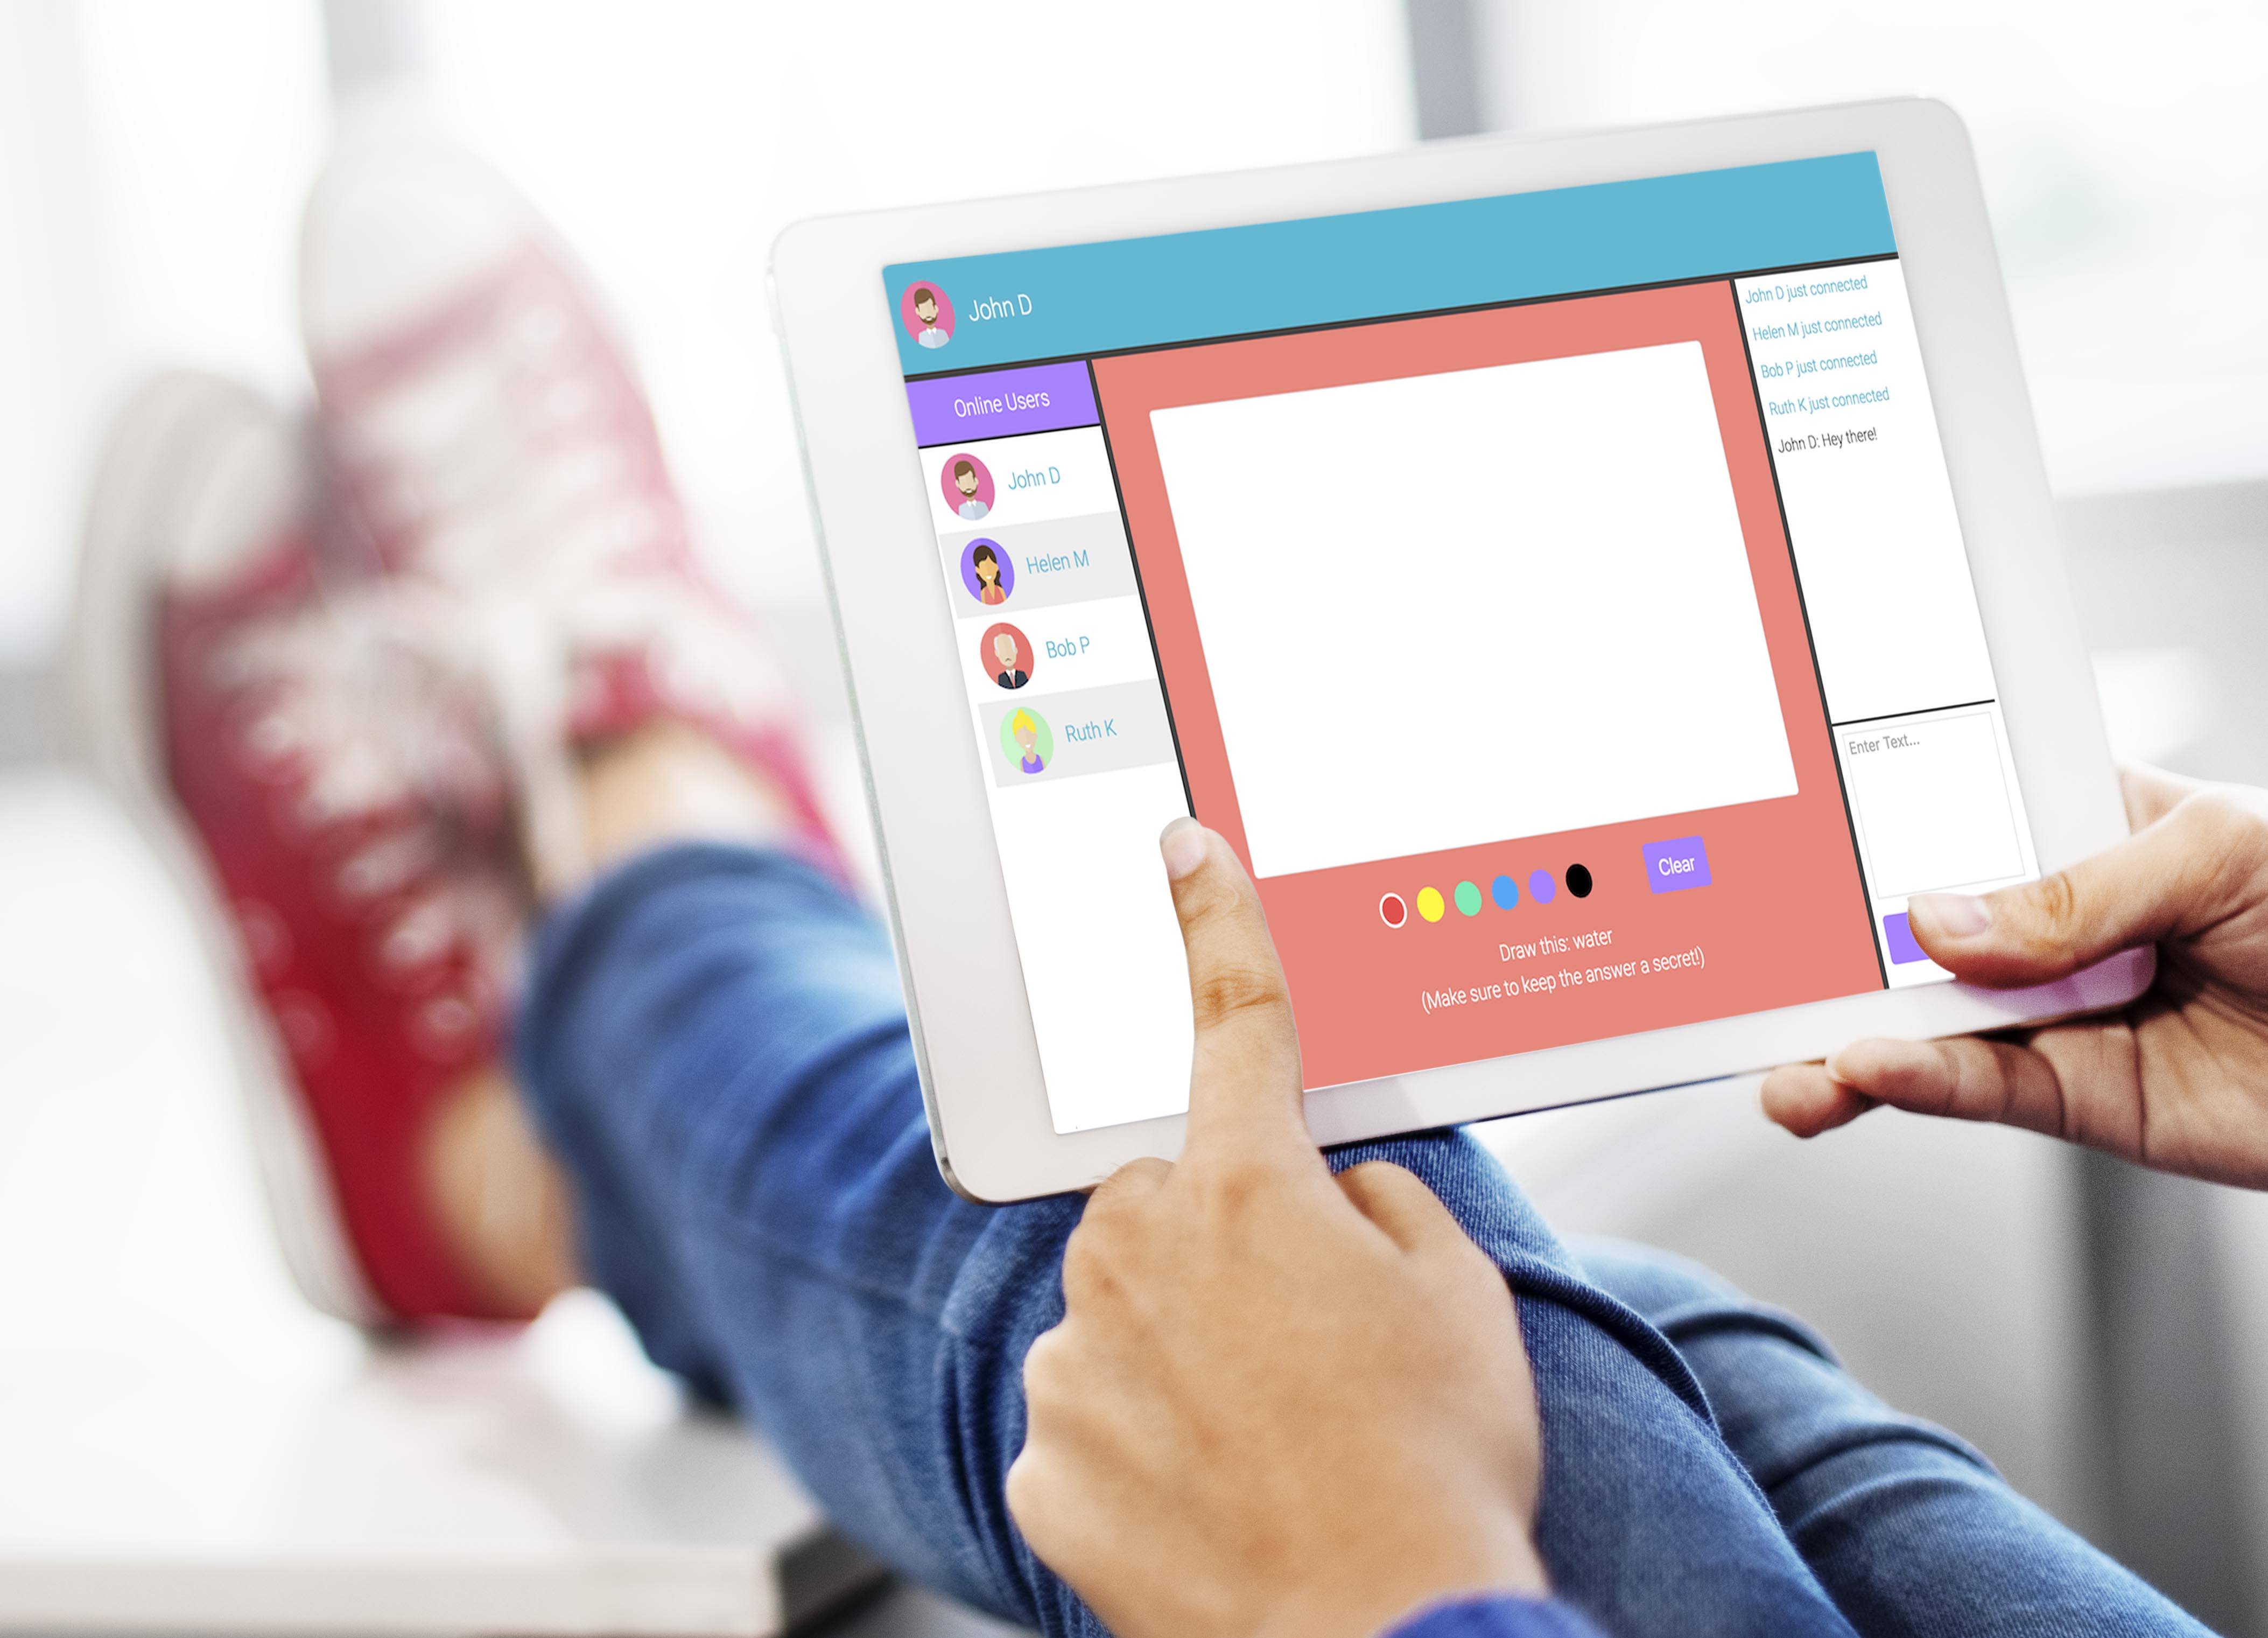 John D
Online Users
John D
Helen M
Bob P
Ruth K
Clear
Draw this: water
(Make sure to keep the answer a secret!)
John D just connected
Helen M just connected
Bob P just connected
Ruth K just connected
John D: Hey there!
Enter Text...